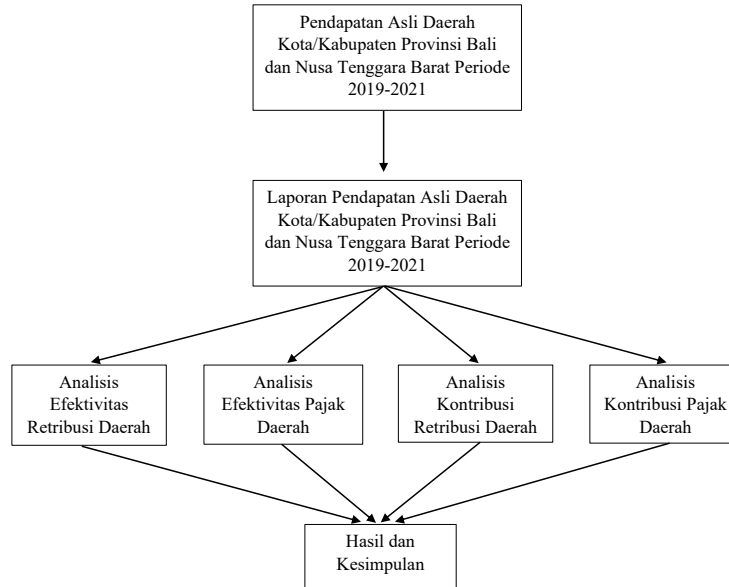 Pendapatan Asli Daerah
Kota/Kabupaten Provinsi Bali
dan Nusa Tenggara Barat Periode
2019-2021
Laporan Pendapatan Asli Daerah
Kota/Kabupaten Provinsi Bali
dan Nusa Tenggara Barat Periode
2019-2021
Analisis
Efektivitas
Retribusi Daerah
Analisis
Efektivitas Pajak
Daerah
Analisis
Kontribusi
Retribusi Daerah
Analisis
Kontribusi Pajak
Daerah
Hasil dan
Kesimpulan